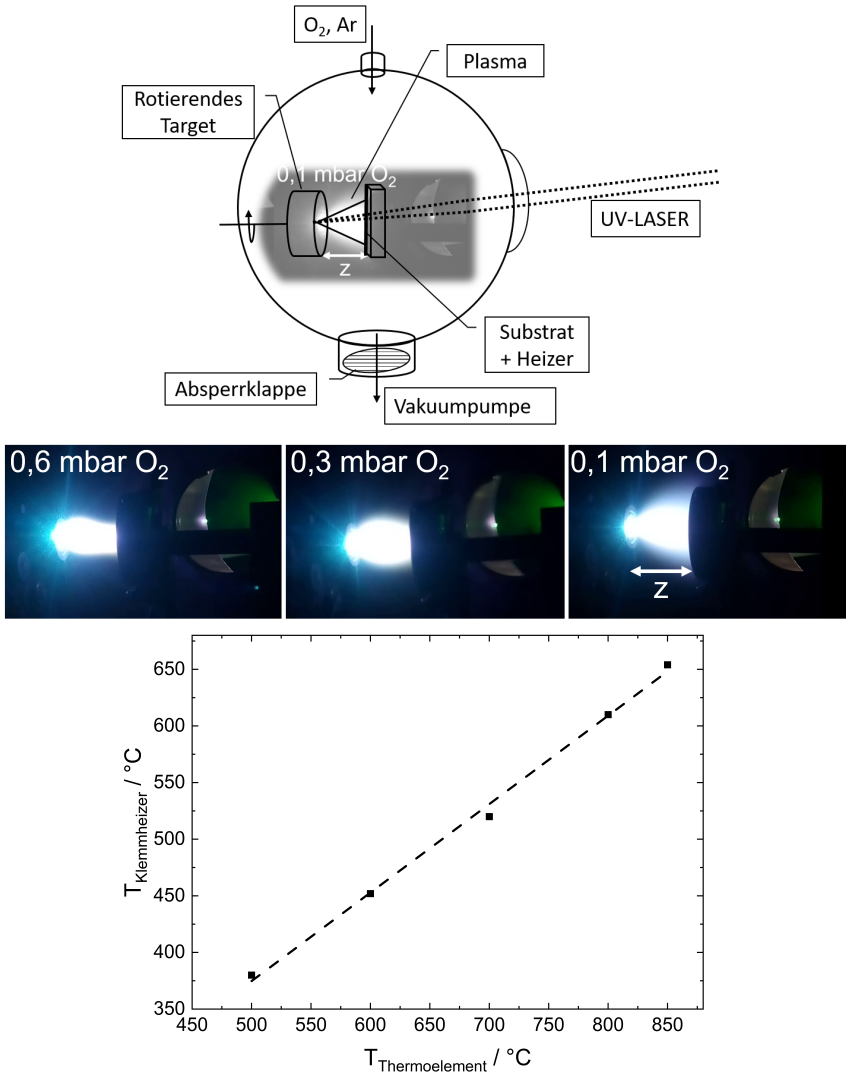 O₂, Ar
Plasma
Rotierendes
Target
0,1 mbar O₂
UV-LASER
z
Substrat
+ Heizer
Absperrklappe
Vakuumpumpe
0,6 mbar O₂
0,3 mbar O₂
0,1 mbar O₂
z
650
600
550
500
450
400
350
T_Klemmheizer / °C
450 500 550 600 650 700 750 800 850
T_Thermoelement / °C